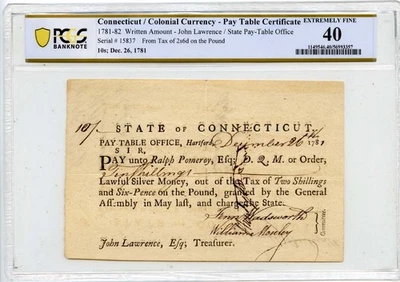 PCGS
BANKNOTE
Connecticut / Colonial Currency - Pay Table Certificate
1781-82 Written Amount - John Lawrence / State Pay-Table Office
Serial # 15837 From Tax of 2s6d on the Pound
10s; Dec. 26, 1781
EXTREMELY FINE
40
1149546.40/50993357
10/
STATE OF CONNECTICUT,
PAY TABLE OFFICE, Hartford, December 26th 1781
SIR,
PAY unto Ralph Pomeroy, Esq; D. Q. M. or Order,
Ten Shillings
Lawful Silver Money, out of the Tax of Two Shillings
and Six-Pence on the Pound, granted by the General
Assembly in May last, and charge the State.
Wadsworth
William Moseley
Committee.
John Lawrence, Esq; Treasurer.